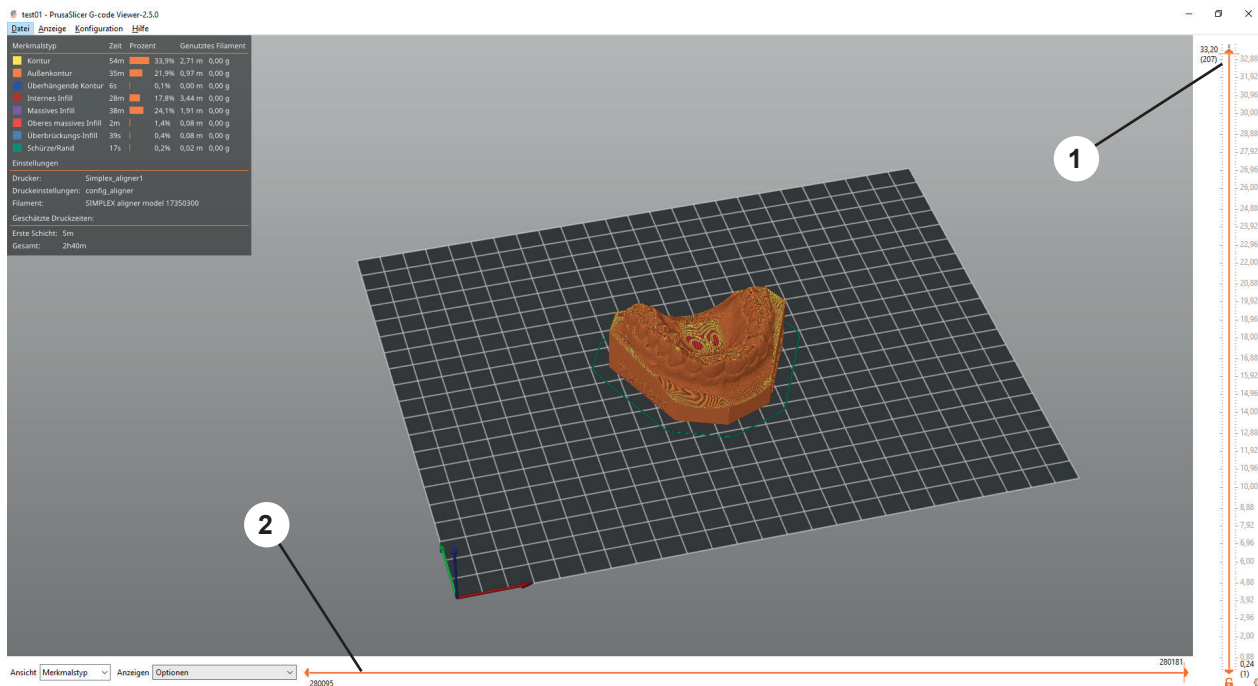 test01 - PrusaSlicer G-code Viewer-2.5.0
Datei Anzeige Konfiguration Hilfe
Merkmalstyp Zeit Prozent Genutztes Filament
Kontur 54m 33,9% 2,71 m 0,00 g
Außenkontur 35m 21,9% 0,97 m 0,00 g
Überhängende Kontur 6s 0,1% 0,00 m 0,00 g
Internes Infill 28m 17,8% 3,44 m 0,00 g
Massives Infill 38m 24,1% 1,91 m 0,00 g
Oberes massives Infill 2m 1,4% 0,08 m 0,00 g
Überbrückungs-Infill 39s 0,4% 0,08 m 0,00 g
Schürze/Rand 17s 0,2% 0,02 m 0,00 g
Einstellungen
Drucker: Simplex_aligner1
Druckeinstellungen: config_aligner
Filament: SIMPLEX aligner model 17350300
Geschätzte Druckzeiten:
Erste Schicht: 5m
Gesamt: 2h40m
1
2
33,20
(207)
32,88
31,92
30,96
30,00
28,88
27,92
26,96
26,00
24,88
23,92
22,96
22,00
20,88
19,92
18,96
18,00
16,88
15,92
14,96
14,00
12,88
11,92
10,96
10,00
8,88
7,92
6,96
6,00
4,88
3,92
2,96
2,00
0,88
0,24
(1)
Ansicht Merkmalstyp Anzeigen Optionen
280095
280181